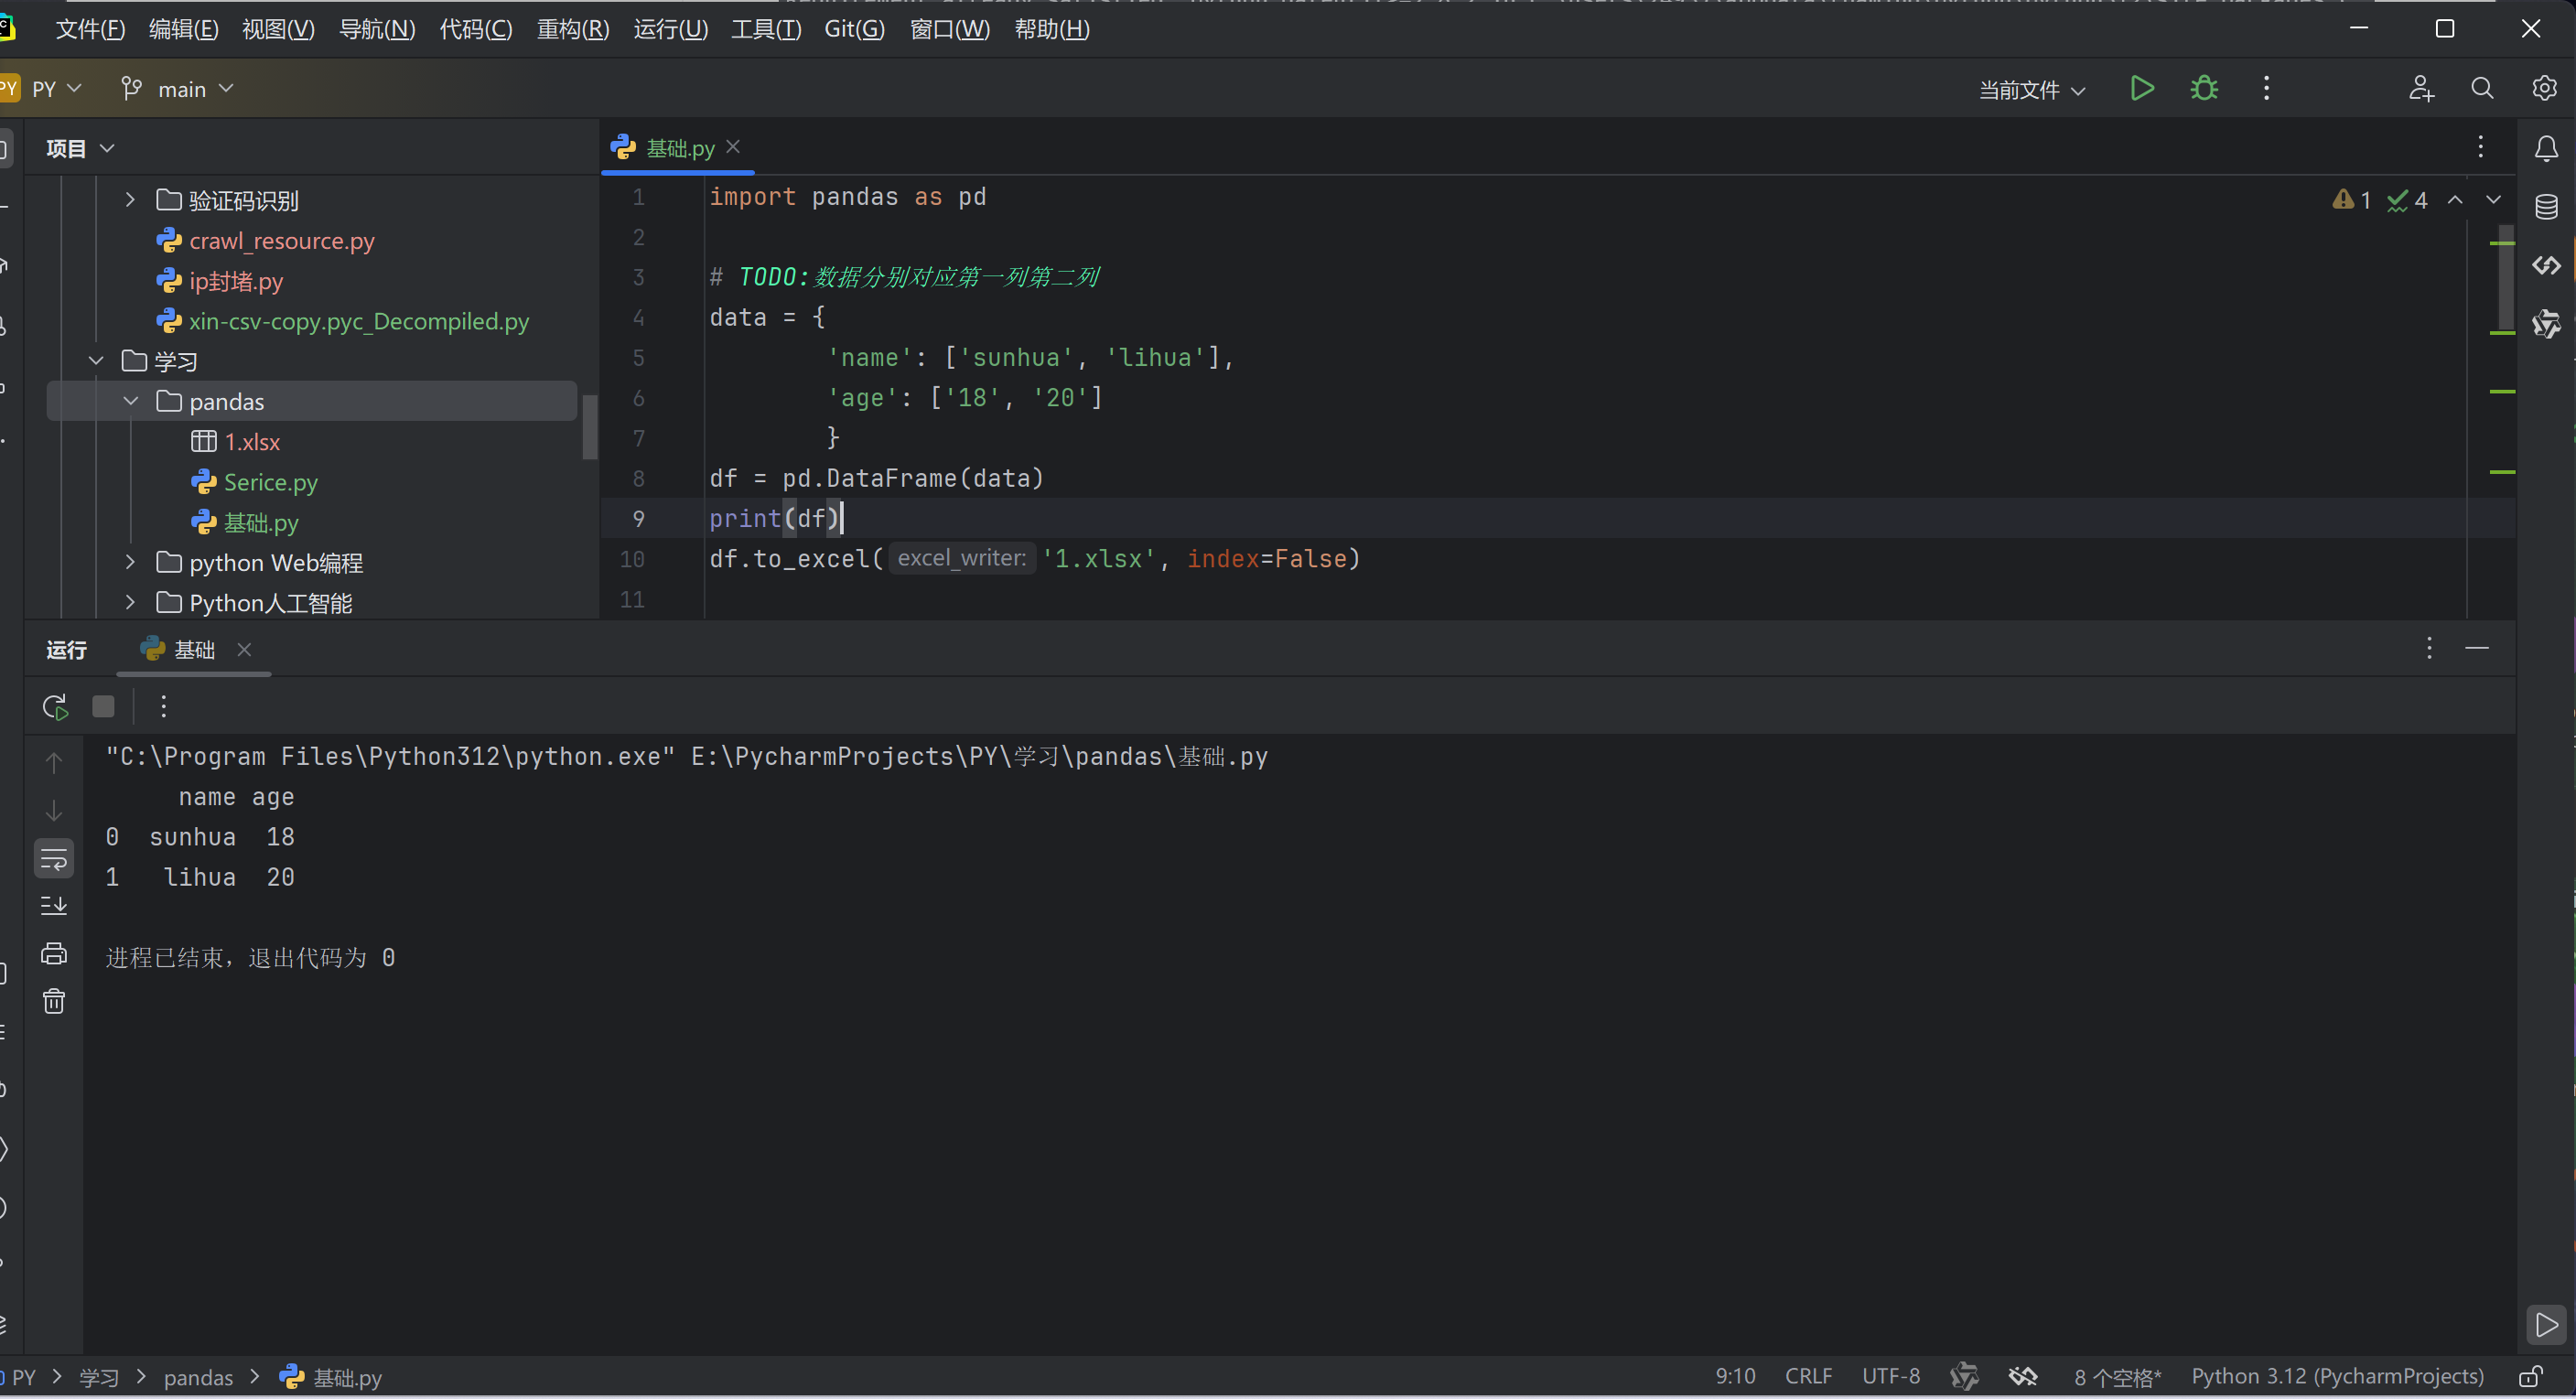 文件(F) 编辑(E) 视图(V) 导航(N) 代码(C) 重构(R) 运行(U) 工具(T) Git(G) 窗口(W) 帮助(H)
PY PY main 当前文件
项目
验证码识别
crawl_resource.py
ip封堵.py
xin-csv-copy.pyc_Decompiled.py
学习
pandas
1.xlsx
Serice.py
基础.py
python Web编程
Python人工智能
基础.py
1 4
1 import pandas as pd
2
3 # TODO:数据分别对应第一列第二列
4 data = {
5 'name': ['sunhua', 'lihua'],
6 'age': ['18', '20']
7 }
8 df = pd.DataFrame(data)
9 print(df)
10 df.to_excel( excel_writer: '1.xlsx', index=False)
11
运行 基础
"C:\Program Files\Python312\python.exe" E:\PycharmProjects\PY\学习\pandas\基础.py
name age
0 sunhua 18
1 lihua 20
进程已结束，退出代码为 0
PY > 学习 > pandas > 基础.py 9:10 CRLF UTF-8 8 个空格* Python 3.12 (PycharmProjects)